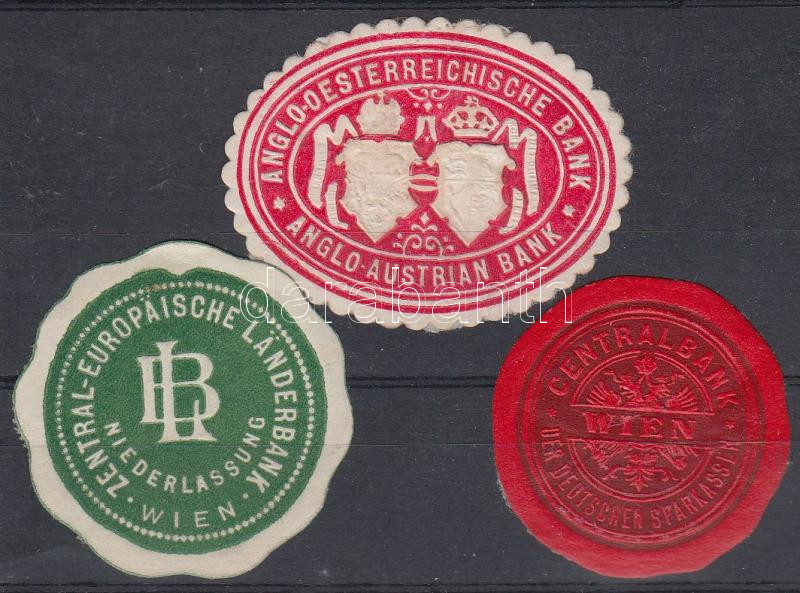 ANGLO-OESTERREICHISCHE BANK
* ANGLO-AUSTRIAN BANK *
darabanth
ZENTRAL-EUROPÄISCHE LÄNDERBANK
LB
NIEDERLASSUNG
· WIEN ·
CENTRALBANK
WIEN
* DER DEUTSCHEN SPARKASSEN *